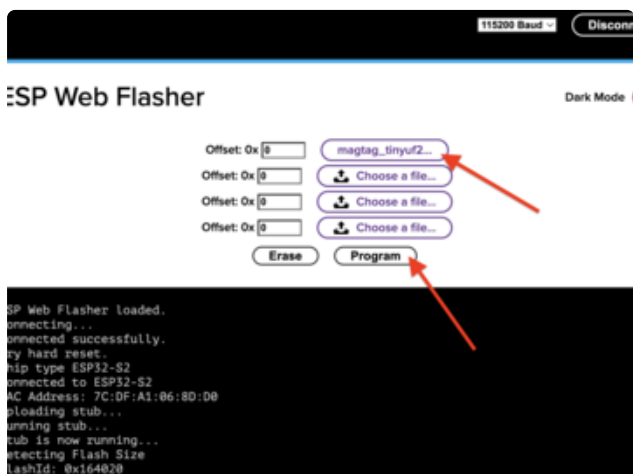 115200 Baud
Disconn
ESP Web Flasher
Dark Mode
Offset: 0x 0
magtag_tinyuf2...
Offset: 0x 0
Choose a file...
Offset: 0x 0
Choose a file...
Offset: 0x 0
Choose a file...
Erase
Program
SP Web Flasher loaded.
onnecting...
onnected successfully.
ry hard reset.
hip type ESP32-S2
onnected to ESP32-S2
AC Address: 7C:DF:A1:06:8D:D0
ploading stub...
unning stub...
tub is now running...
etecting Flash Size
lashId: 0x164020